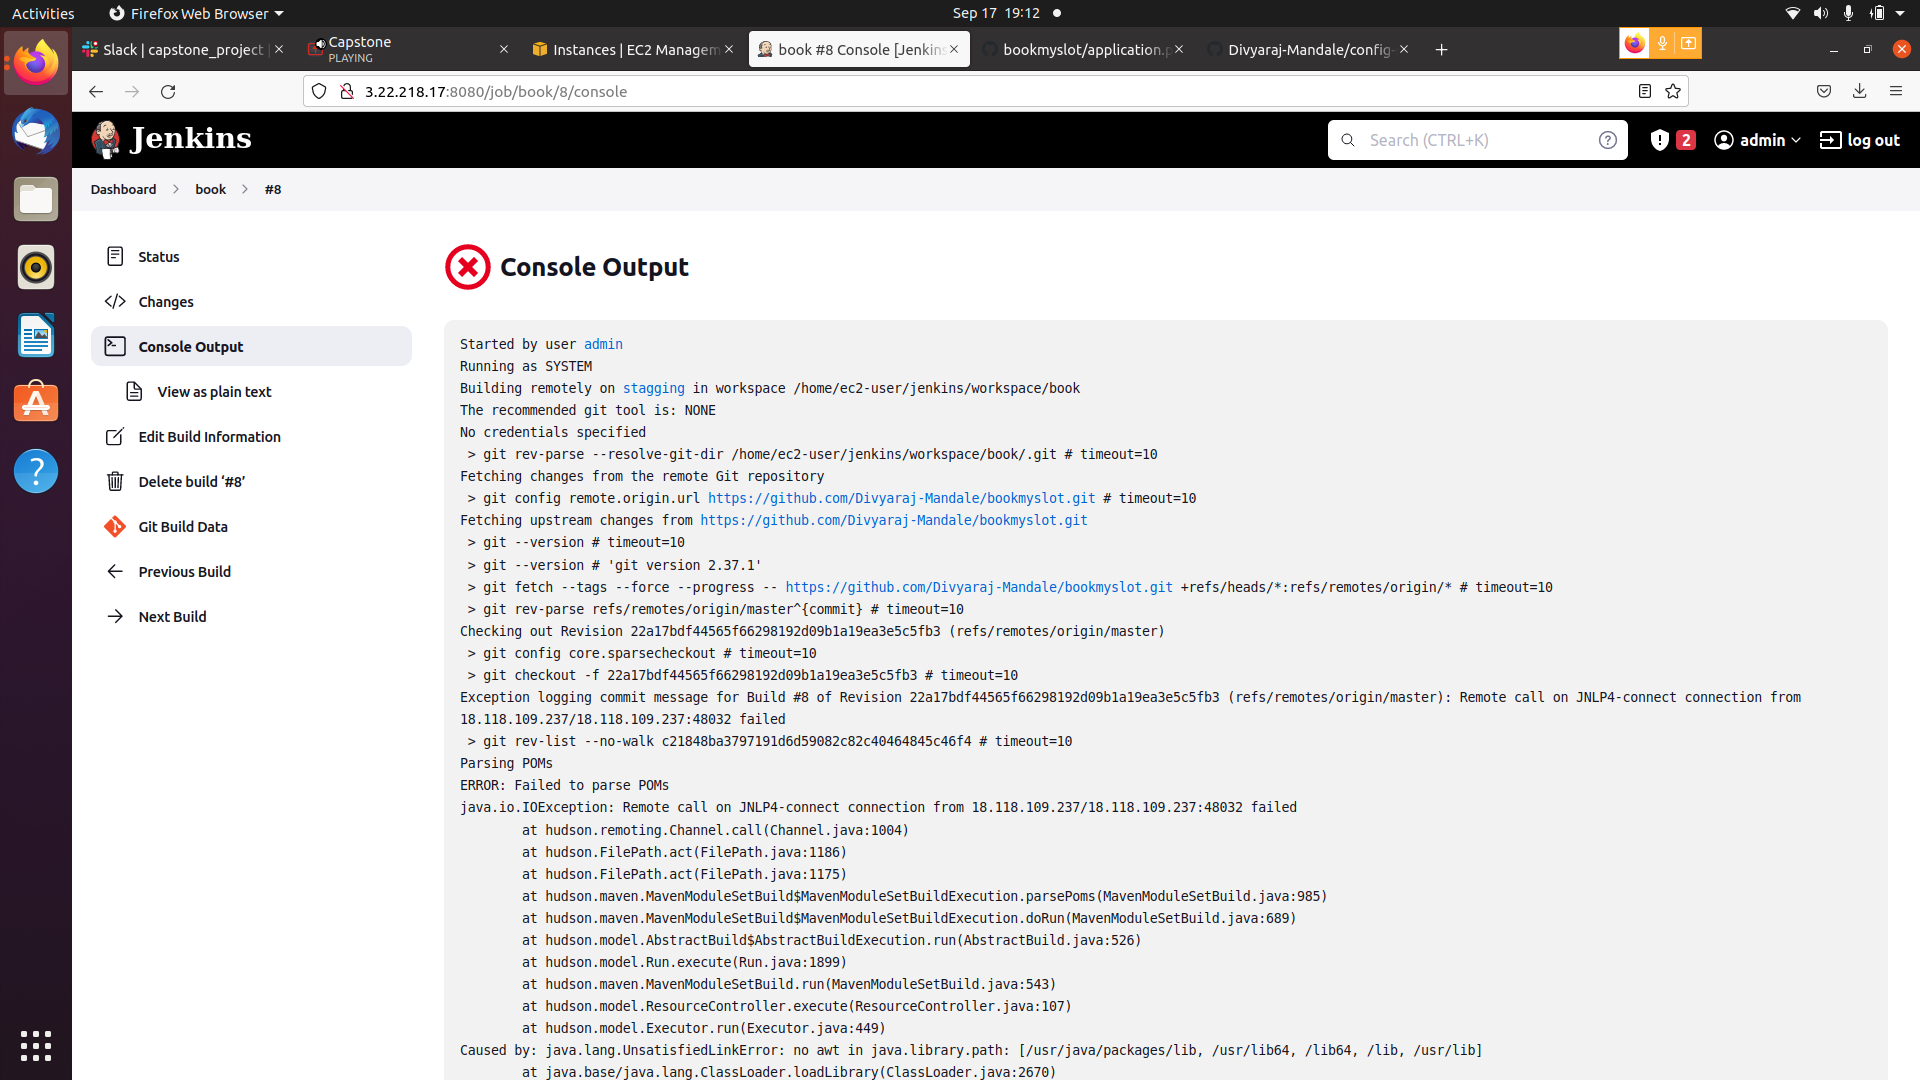 Activities
Firefox Web Browser
Sep 17 19:12
Slack | capstone_project
Capstone
PLAYING
Instances | EC2 Managem
book #8 Console [Jenkins
bookmyslot/application.p
Divyaraj-Mandale/config-
3.22.218.17:8080/job/book/8/console
Jenkins
Search (CTRL+K)
2
admin
log out
Dashboard
book
#8
Status
Changes
Console Output
View as plain text
Edit Build Information
Delete build ‘#8’
Git Build Data
Previous Build
Next Build
Console Output
Started by user admin
Running as SYSTEM
Building remotely on stagging in workspace /home/ec2-user/jenkins/workspace/book
The recommended git tool is: NONE
No credentials specified
> git rev-parse --resolve-git-dir /home/ec2-user/jenkins/workspace/book/.git # timeout=10
Fetching changes from the remote Git repository
> git config remote.origin.url https://github.com/Divyaraj-Mandale/bookmyslot.git # timeout=10
Fetching upstream changes from https://github.com/Divyaraj-Mandale/bookmyslot.git
> git --version # timeout=10
> git --version # 'git version 2.37.1'
> git fetch --tags --force --progress -- https://github.com/Divyaraj-Mandale/bookmyslot.git +refs/heads/*:refs/remotes/origin/* # timeout=10
> git rev-parse refs/remotes/origin/master^{commit} # timeout=10
Checking out Revision 22a17bdf44565f66298192d09b1a19ea3e5c5fb3 (refs/remotes/origin/master)
> git config core.sparsecheckout # timeout=10
> git checkout -f 22a17bdf44565f66298192d09b1a19ea3e5c5fb3 # timeout=10
Exception logging commit message for Build #8 of Revision 22a17bdf44565f66298192d09b1a19ea3e5c5fb3 (refs/remotes/origin/master): Remote call on JNLP4-connect connection from
18.118.109.237/18.118.109.237:48032 failed
> git rev-list --no-walk c21848ba3797191d6d59082c82c40464845c46f4 # timeout=10
Parsing POMs
ERROR: Failed to parse POMs
java.io.IOException: Remote call on JNLP4-connect connection from 18.118.109.237/18.118.109.237:48032 failed
at hudson.remoting.Channel.call(Channel.java:1004)
at hudson.FilePath.act(FilePath.java:1186)
at hudson.FilePath.act(FilePath.java:1175)
at hudson.maven.MavenModuleSetBuild$MavenModuleSetBuildExecution.parsePoms(MavenModuleSetBuild.java:985)
at hudson.maven.MavenModuleSetBuild$MavenModuleSetBuildExecution.doRun(MavenModuleSetBuild.java:689)
at hudson.model.AbstractBuild$AbstractBuildExecution.run(AbstractBuild.java:526)
at hudson.model.Run.execute(Run.java:1899)
at hudson.maven.MavenModuleSetBuild.run(MavenModuleSetBuild.java:543)
at hudson.model.ResourceController.execute(ResourceController.java:107)
at hudson.model.Executor.run(Executor.java:449)
Caused by: java.lang.UnsatisfiedLinkError: no awt in java.library.path: [/usr/java/packages/lib, /usr/lib64, /lib64, /lib, /usr/lib]
at java.base/java.lang.ClassLoader.loadLibrary(ClassLoader.java:2670)